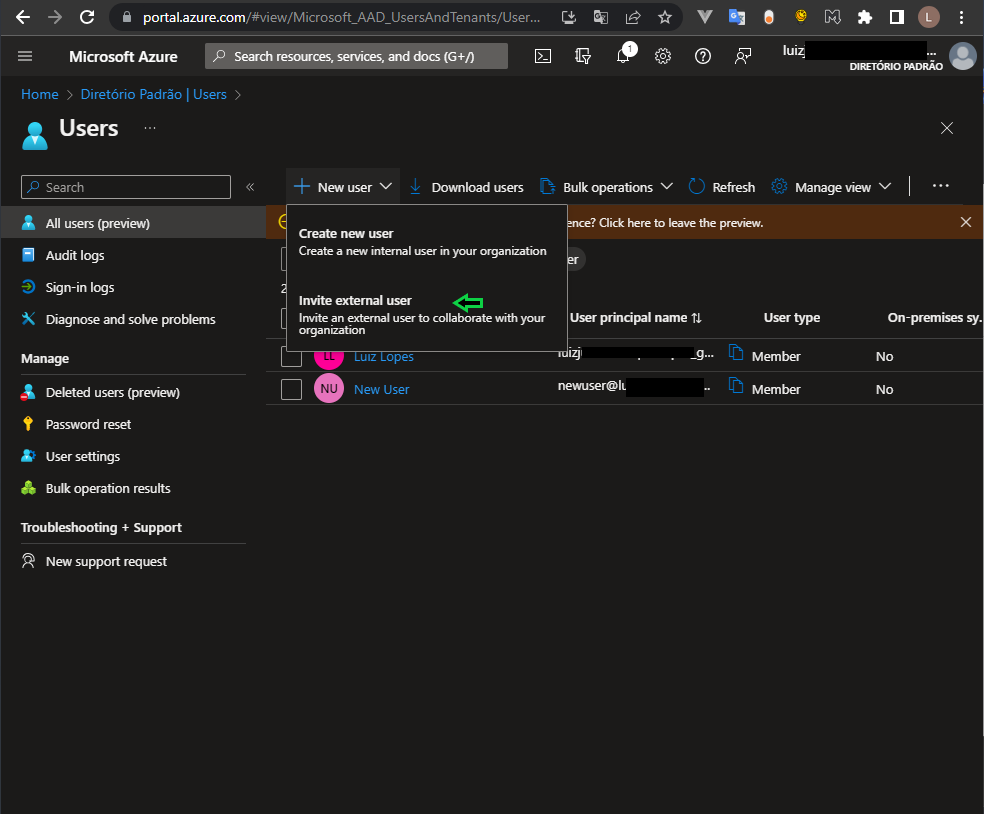 portal.azure.com/#view/Microsoft_AAD_UsersAndTenants/User...
L
Microsoft Azure
Search resources, services, and docs (G+/)
1
luiz
...
DIRETÓRIO PADRÃO
Home > Diretório Padrão | Users >
Users
...
Search
«
New user
Download users
Bulk operations
Refresh
Manage view
...
All users (preview)
ence? Click here to leave the preview.
Create new user
Create a new internal user in your organization
Audit logs
er
Sign-in logs
2
Invite external user
Invite an external user to collaborate with your
organization
Diagnose and solve problems
User principal name
User type
On-premises sy.
Manage
LL
Luiz Lopes
luizj
_g...
Member
No
NU
New User
newuser@lu
..
Member
No
Deleted users (preview)
Password reset
User settings
Bulk operation results
Troubleshooting + Support
New support request